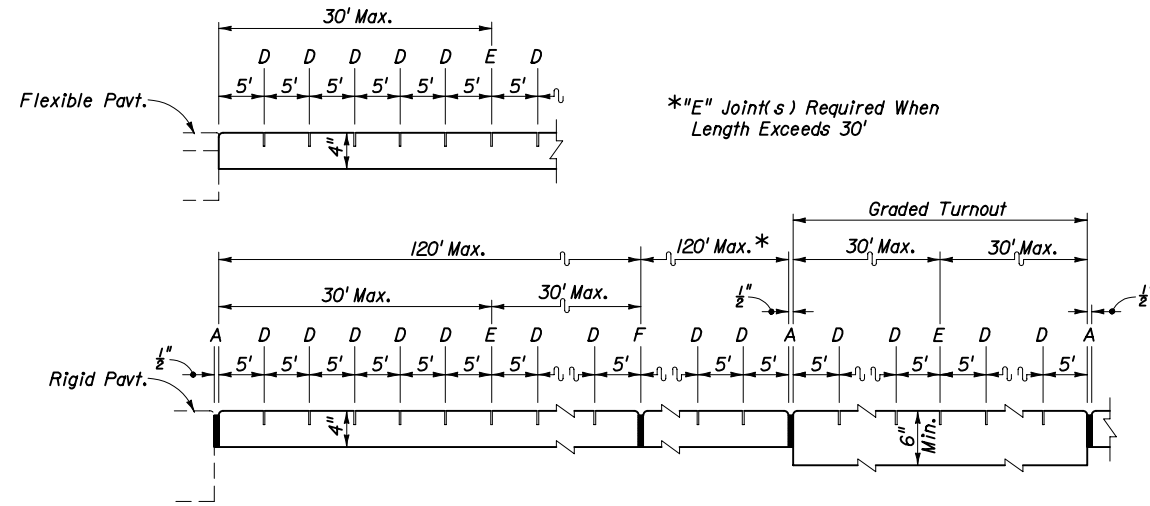 30' Max.
D D D D D E D
5' 5' 5' 5' 5' 5' 5'
Flexible Pavt.
4"
*"E" Joint(s) Required When
Length Exceeds 30'
Graded Turnout
120' Max. 120' Max.* 30' Max. 30' Max.
30' Max. 30' Max. 1/2" 1/2
A D D D D D E D D F D D A D D E D D A
1/2" 5' 5' 5' 5' 5' 5' 5' 5' 5' 5' 5' 5' 5' 5' 5'
Rigid Pavt.
4" 6" Min.